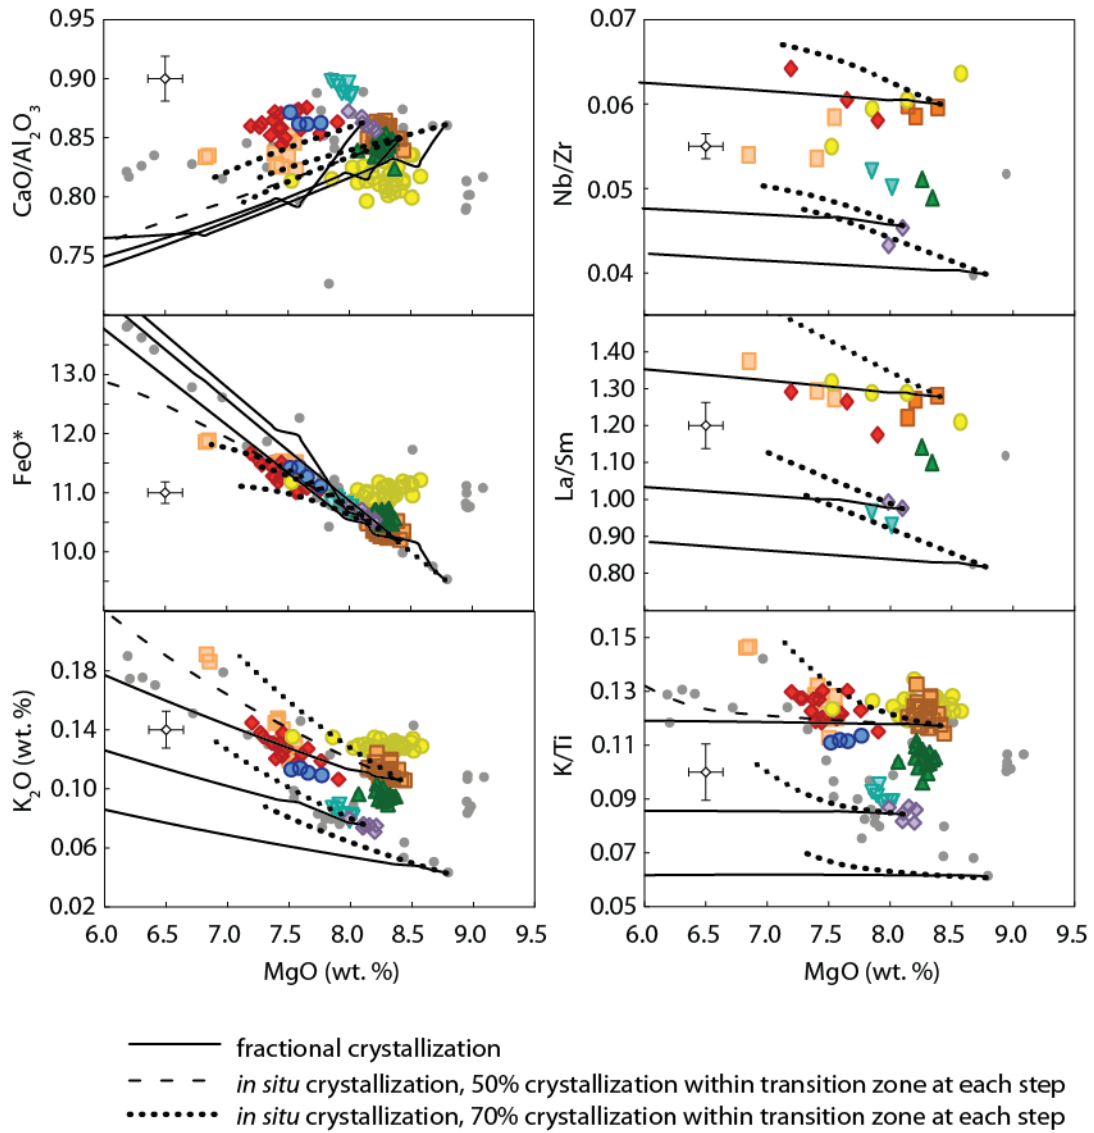 0.95
0.90
0.85
0.80
0.75
CaO/Al2O3
0.07
0.06
0.05
0.04
Nb/Zr
13.0
12.0
11.0
10.0
FeO*
1.40
1.30
1.20
1.10
1.00
0.90
0.80
La/Sm
0.18
0.14
0.10
0.06
0.02
K2O (wt. %)
6.0 6.5 7.0 7.5 8.0 8.5 9.0
MgO (wt. %)
0.15
0.13
0.11
0.09
0.07
0.05
K/Ti
6.0 6.5 7.0 7.5 8.0 8.5 9.0 9.5
MgO (wt. %)
fractional crystallization
in situ crystallization, 50% crystallization within transition zone at each step
in situ crystallization, 70% crystallization within transition zone at each step